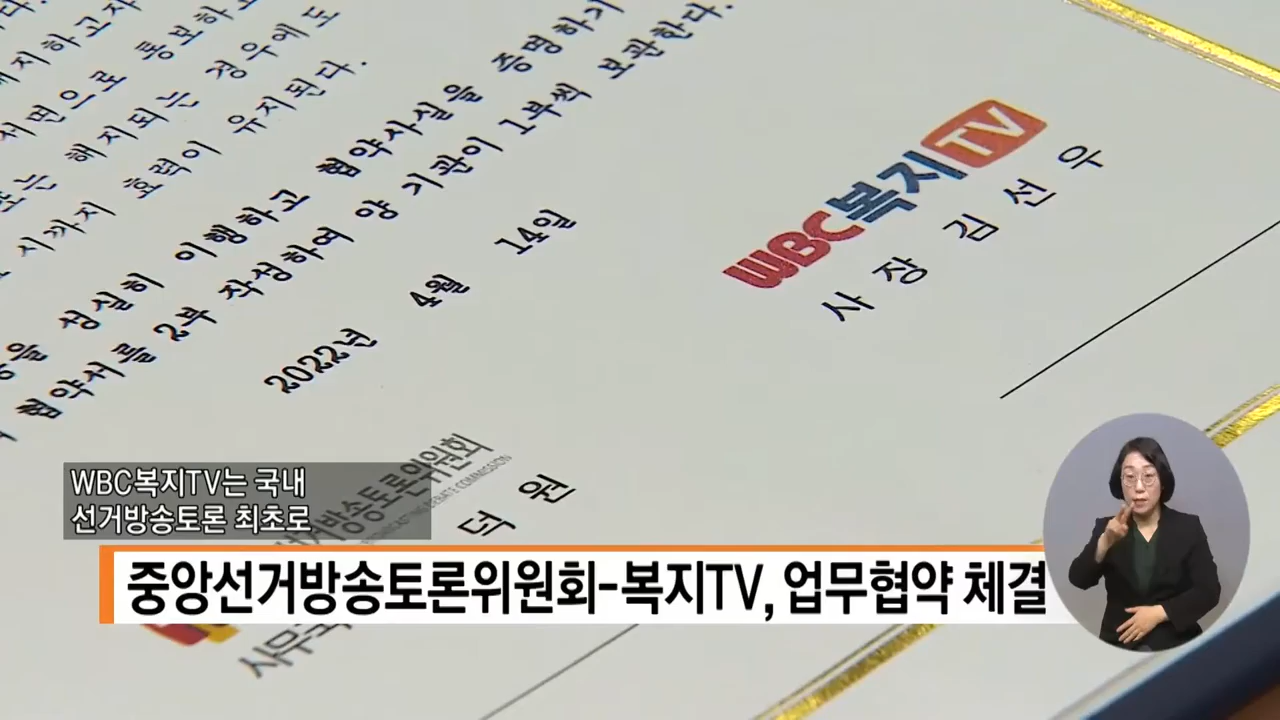 해지하고자
서면으로 통보하고
또는 해지되는 경우에도
시까지 효력이 유지된다.
성실히 이행하고 협약사실을 증명하기
협약서를 2부 작성하여 양 기관이 1부씩 보관한다.
2022년 4월 14일
WBC복지TV
사장 김선우
선거방송토론위원회
덕원
WBC복지TV는 국내
선거방송토론 최초로
중앙선거방송토론위원회-복지TV, 업무협약 체결
사무국